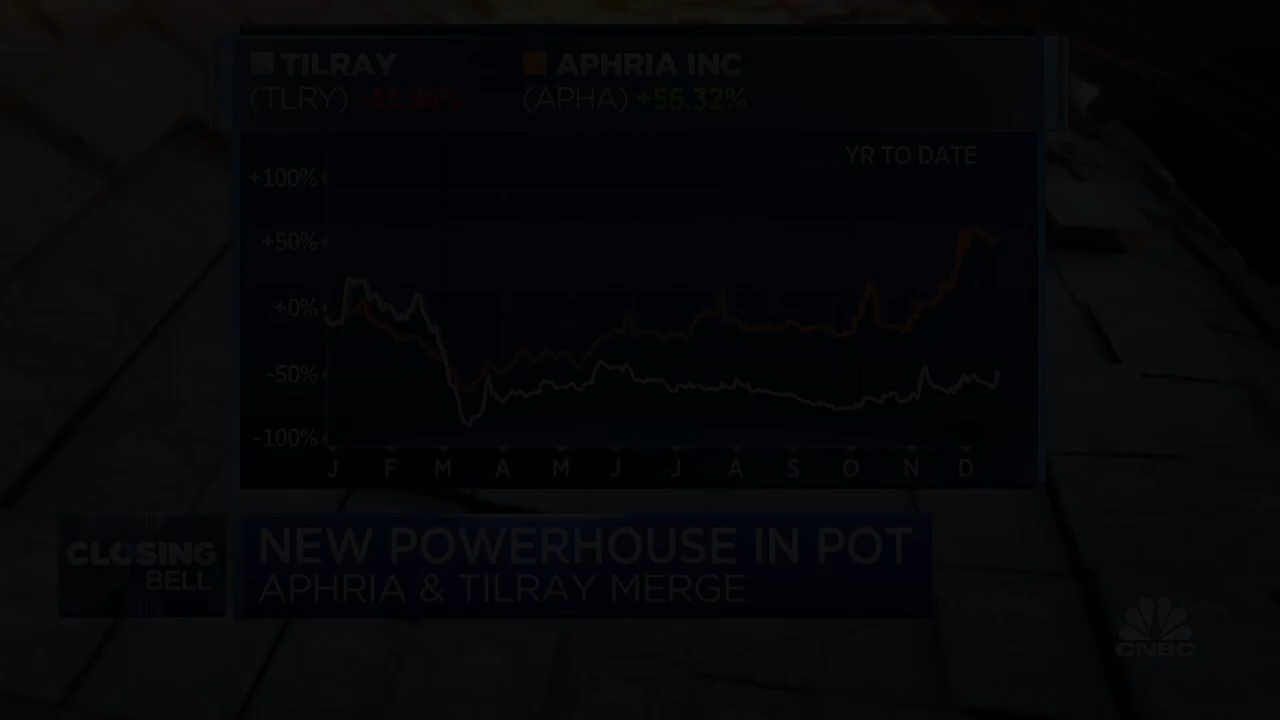 TILRAY
(TLRY)
APHRIA INC
(APHA) +56.32%
YR TO DATE
+100%
+50%
+0%
-50%
-100%
J F M A M J J A S O N D
CLOSING
BELL
NEW POWERHOUSE IN POT
APHRIA & TILRAY MERGE
CNBC